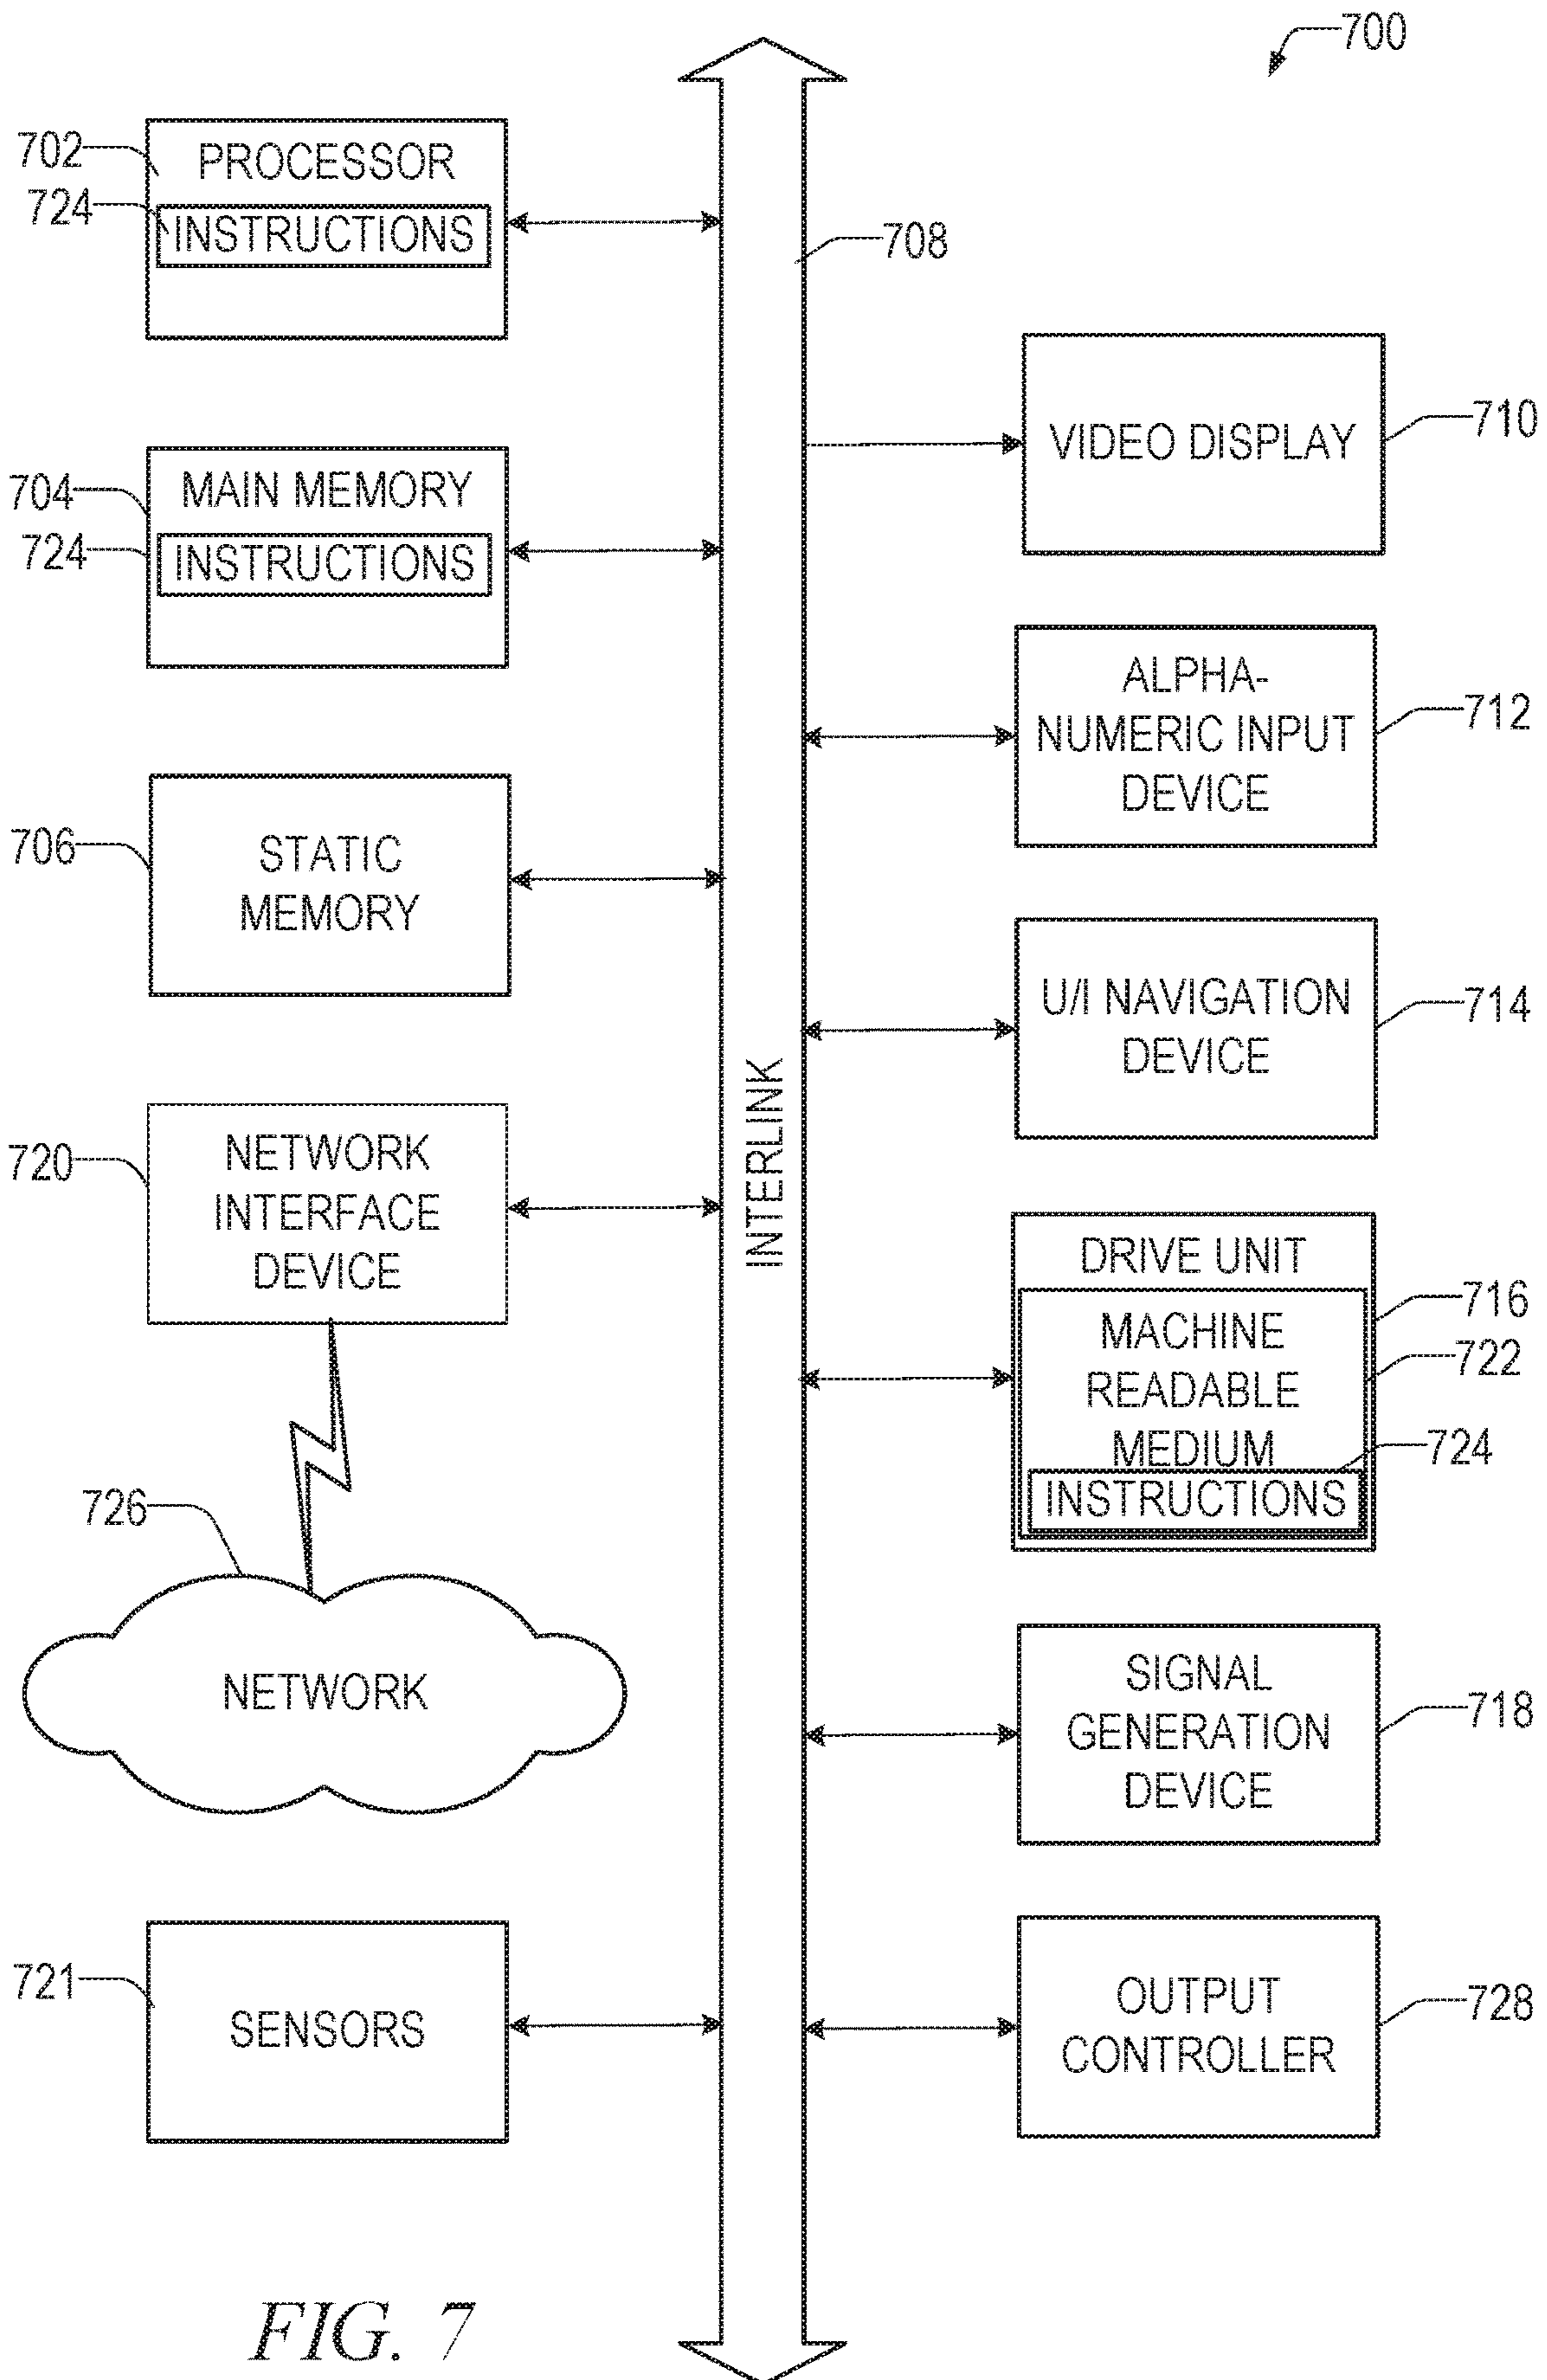 700
702
PROCESSOR
724
INSTRUCTIONS
704
MAIN MEMORY
724
INSTRUCTIONS
706
STATIC
MEMORY
720
NETWORK
INTERFACE
DEVICE
726
NETWORK
721
SENSORS
708
INTERLINK
VIDEO DISPLAY
710
ALPHA-
NUMERIC INPUT
DEVICE
712
U/I NAVIGATION
DEVICE
714
DRIVE UNIT
716
MACHINE
READABLE
MEDIUM
722
724
INSTRUCTIONS
SIGNAL
GENERATION
DEVICE
718
OUTPUT
CONTROLLER
728
FIG. 7